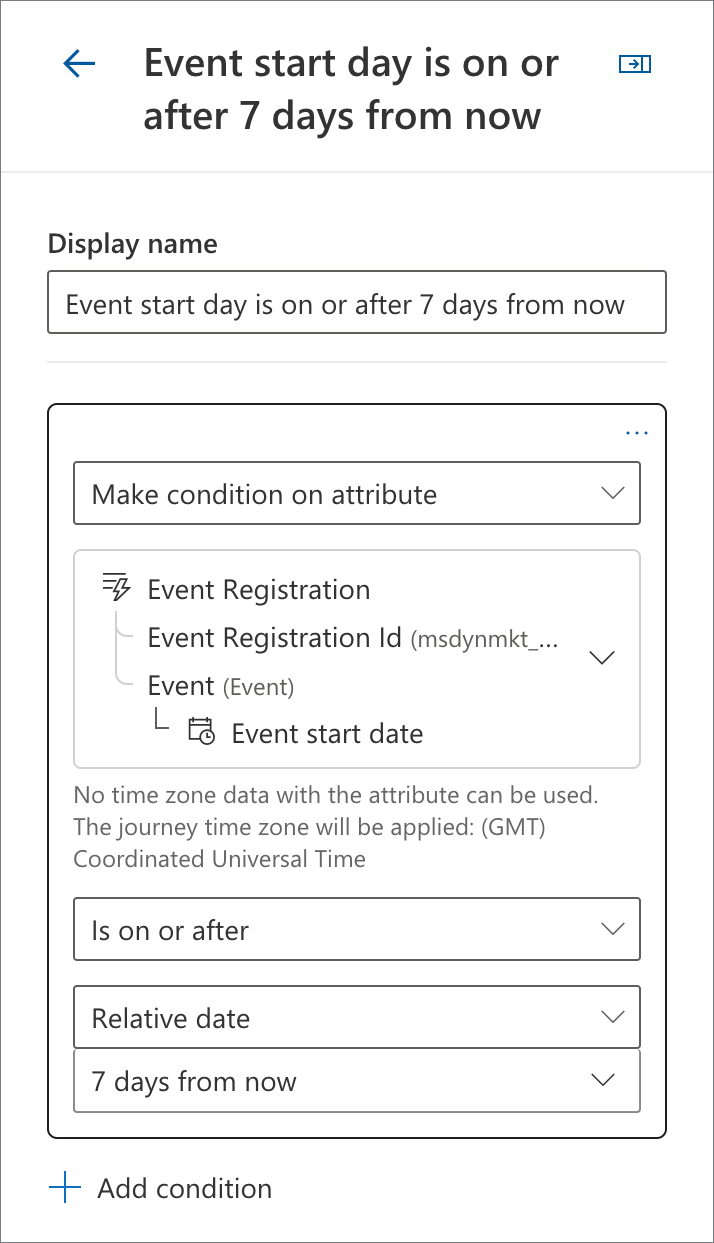 Event start day is on or
after 7 days from now
Display name
Event start day is on or after 7 days from now
...
Make condition on attribute
Event Registration
Event Registration Id (msdynmkt_...
Event (Event)
Event start date
No time zone data with the attribute can be used.
The journey time zone will be applied: (GMT)
Coordinated Universal Time
Is on or after
Relative date
7 days from now
Add condition